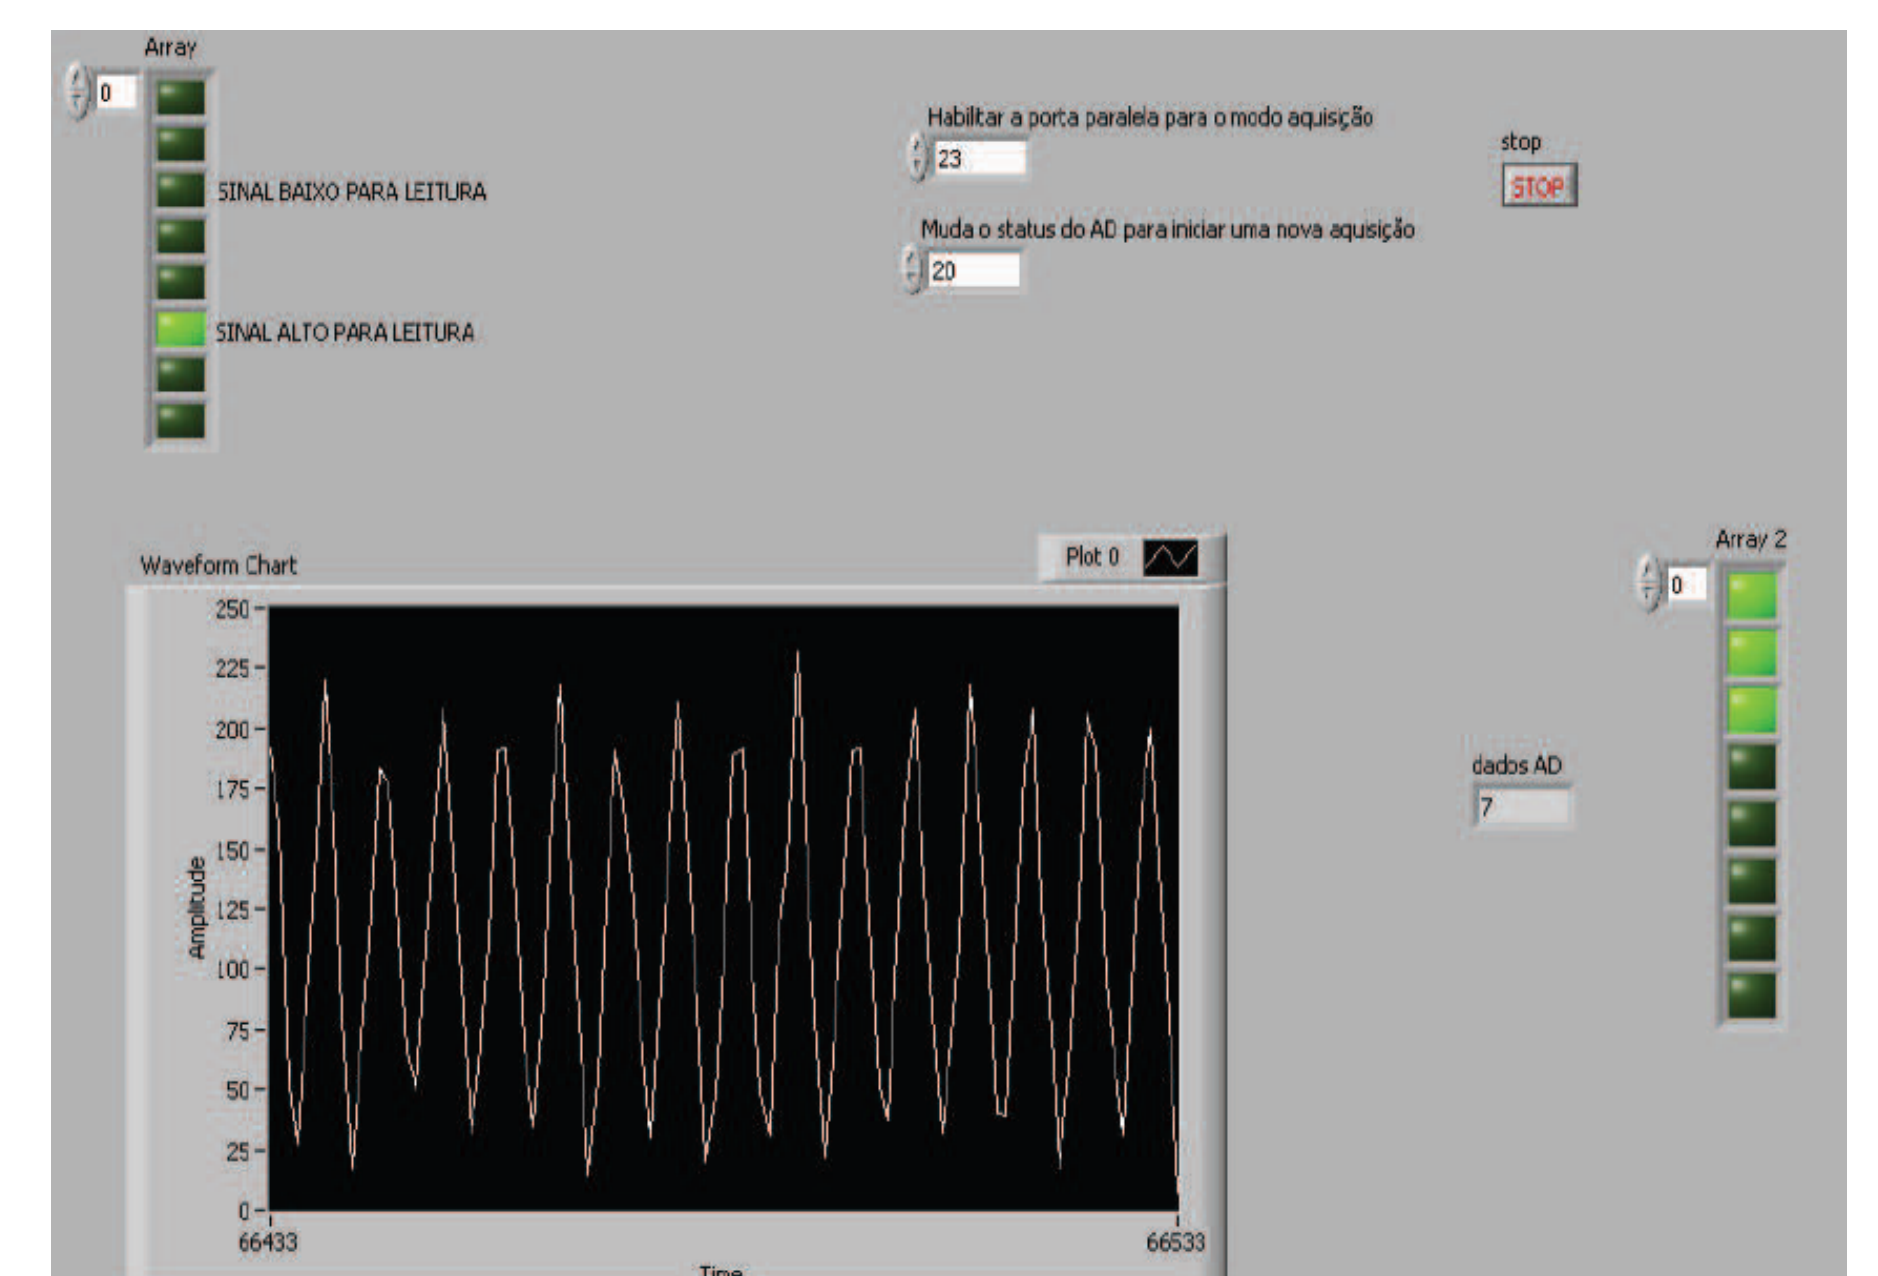 Array
0
SINAL BAIXO PARA LEITURA
SINAL ALTO PARA LEITURA
Habilitar a porta paralela para o modo aquisição
23
Muda o status do AD para iniciar uma nova aquisição
20
stop
STOP
Waveform Chart
Plot 0
250
225
200
175
150
125
100
75
50
25
0
Amplitude
66433
66533
Time
dados AD
7
Array 2
0